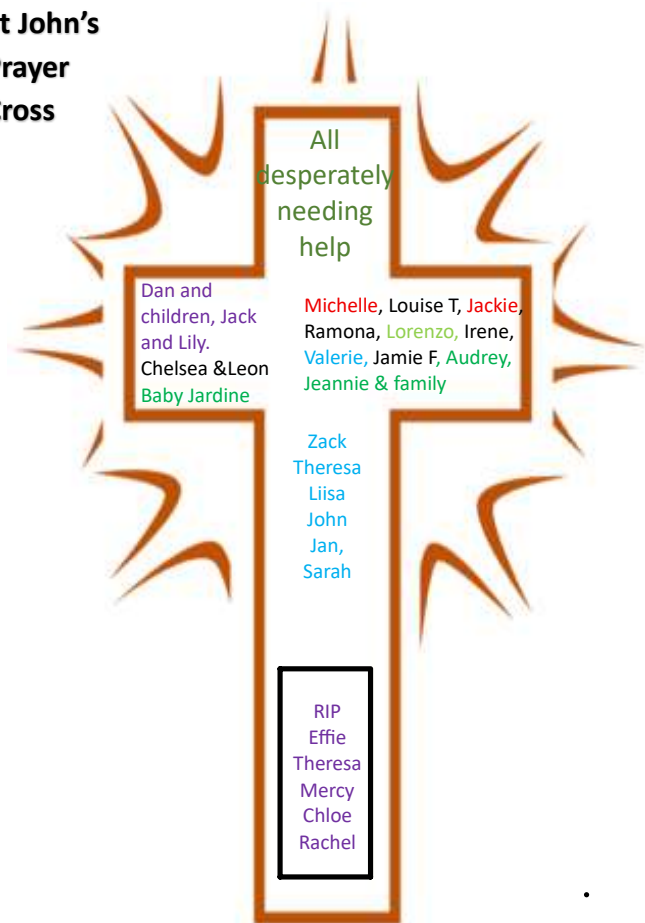 t John's
rayer
ross
All
desperately
needing
help
Dan and
children, Jack
and Lily.
Chelsea &Leon
Baby Jardine
Michelle, Louise T, Jackie,
Ramona, Lorenzo, Irene,
Valerie, Jamie F, Audrey,
Jeannie & family
Zack
Theresa
Liisa
John
Jan,
Sarah
RIP
Effie
Theresa
Mercy
Chloe
Rachel
.